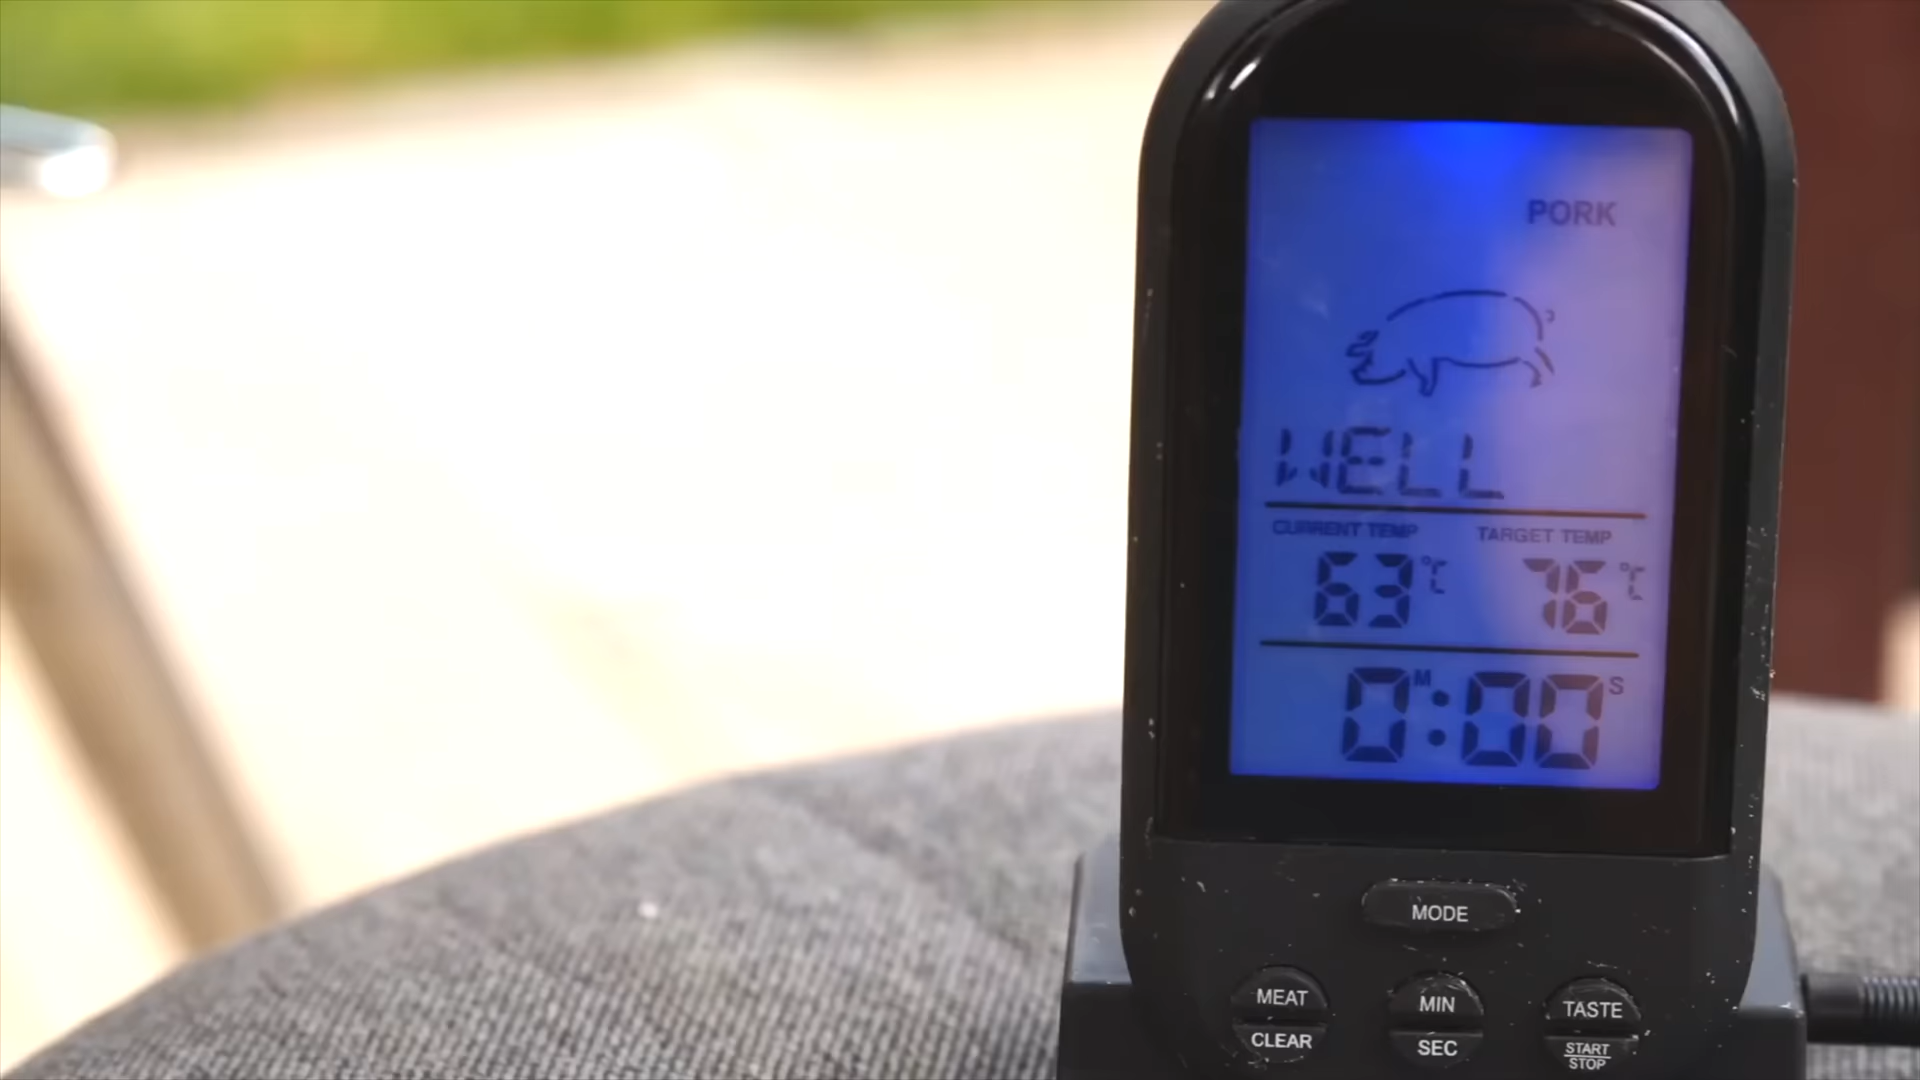 PORK
WELL
CURRENT TEMP TARGET TEMP
63°C 76°C
0M:00S
MODE
MEAT MIN TASTE
CLEAR SEC START
STOP